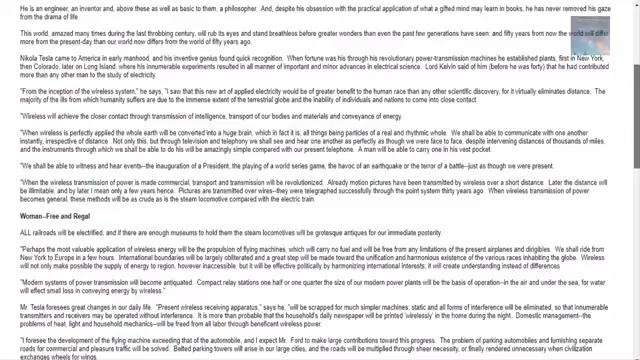 He is an engineer, an inventor and, above these as well as basic to them, a philosopher. And, despite his obsession with the practical application of what a gifted mind may learn in books, he has never removed his gaze
from the drama of life.
This world, amazed many times during the last throbbing century, will rub its eyes and stand breathless before greater wonders than even the past few generations have seen: and fifty years from now the world will differ
more from the present-day than our world now differs from the world of fifty years ago.
Nikola Tesla came to America in early manhood, and his inventive genius found quick recognition. When fortune was his through his revolutionary power-transmission machines he established plants, first in New York,
then Colorado, later on Long Island, where his innumerable experiments resulted in all manner of important and minor advances in electrical science. Lord Kelvin said of him (before he was forty) that he had contributed
more than any other man to the study of electricity.
"From the inception of the wireless system," he says, "I saw that this new art of applied electricity would be of greater benefit to the human race than any other scientific discovery, for it virtually eliminates distance. The
majority of the ills from which humanity suffers are due to the immense extent of the terrestrial globe and the inability of individuals and nations to come into close contact.
"Wireless will achieve the closer contact through transmission of intelligence, transport of our bodies and materials and conveyance of energy.
"When wireless is perfectly applied the whole earth will be converted into a huge brain, which in fact it is, all things being particles of a real and rhythmic whole. We shall be able to communicate with one another
instantly, irrespective of distance. Not only this, but through television and telephony we shall see and hear one another as perfectly as though we were face to face, despite intervening distances of thousands of miles;
and the instruments through which we shall be able to do his will be amazingly simple compared with our present telephone. A man will be able to carry one in his vest pocket.
"We shall be able to witness and hear events--the inauguration of a President, the playing of a world series game, the havoc of an earthquake or the terror of a battle--just as though we were present.
"When the wireless transmission of power is made commercial, transport and transmission will be revolutionized. Already motion pictures have been transmitted by wireless over a short distance. Later the distance will
be illimitable, and by later I mean only a few years hence. Pictures are transmitted over wires--they were telegraphed successfully through the point system thirty years ago. When wireless transmission of power
becomes general, these methods will be as crude as is the steam locomotive compared with the electric train.
Woman--Free and Regal
ALL railroads will be electrified, and if there are enough museums to hold them the steam locomotives will be grotesque antiques for our immediate posterity.
"Perhaps the most valuable application of wireless energy will be the propulsion of flying machines, which will carry no fuel and will be free from any limitations of the present airplanes and dirigibles. We shall ride from
New York to Europe in a few hours. International boundaries will be largely obliterated and a great step will be made toward the unification and harmonious existence of the various races inhabiting the globe. Wireless
will not only make possible the supply of energy to region, however inaccessible, but it will be effective politically by harmonizing international interests; it will create understanding instead of differences
"Modern systems of power transmission will become antiquated. Compact relay stations one half or one quarter the size of our modern power plants will be the basis of operation--in the air and under the sea, for water
will effect small loss in conveying energy by wireless."
Mr. Tesla foresees great changes in our daily life. "Present wireless receiving apparatus," says he, "will be scrapped for much simpler machines; static and all forms of interference will be eliminated, so that innumerable
transmitters and receivers may be operated without interference. It is more than probable that the household's daily newspaper will be printed 'wirelessly' in the home during the night. Domestic management--the
problems of heat, light and household mechanics--will be freed from all labor through beneficent wireless power.
"I foresee the development of the flying machine exceeding that of the automobile, and I expect Mr. Ford to make large contributions toward this progress. The problem of parking automobiles and furnishing separate
roads for commercial and pleasure traffic will be solved. Belted parking towers will arise in our large cities, and the roads will be multiplied through sheer necessity, or finally rendered unnecessary when civilization
exchanges wheels for wings.